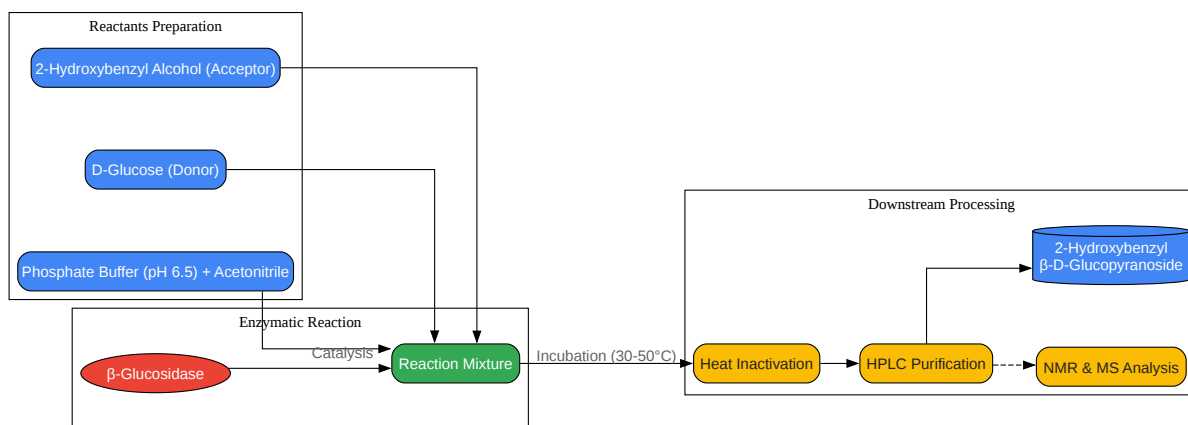 Reactants Preparation
2-Hydroxybenzyl Alcohol (Acceptor)
D-Glucose (Donor)
Phosphate Buffer (pH 6.5) + Acetonitrile
Enzymatic Reaction
Catalysis
β-Glucosidase
Reaction Mixture
Incubation (30-50°C)
Downstream Processing
2-Hydroxybenzyl
β-D-Glucopyranoside
Heat Inactivation
HPLC Purification
NMR & MS Analysis